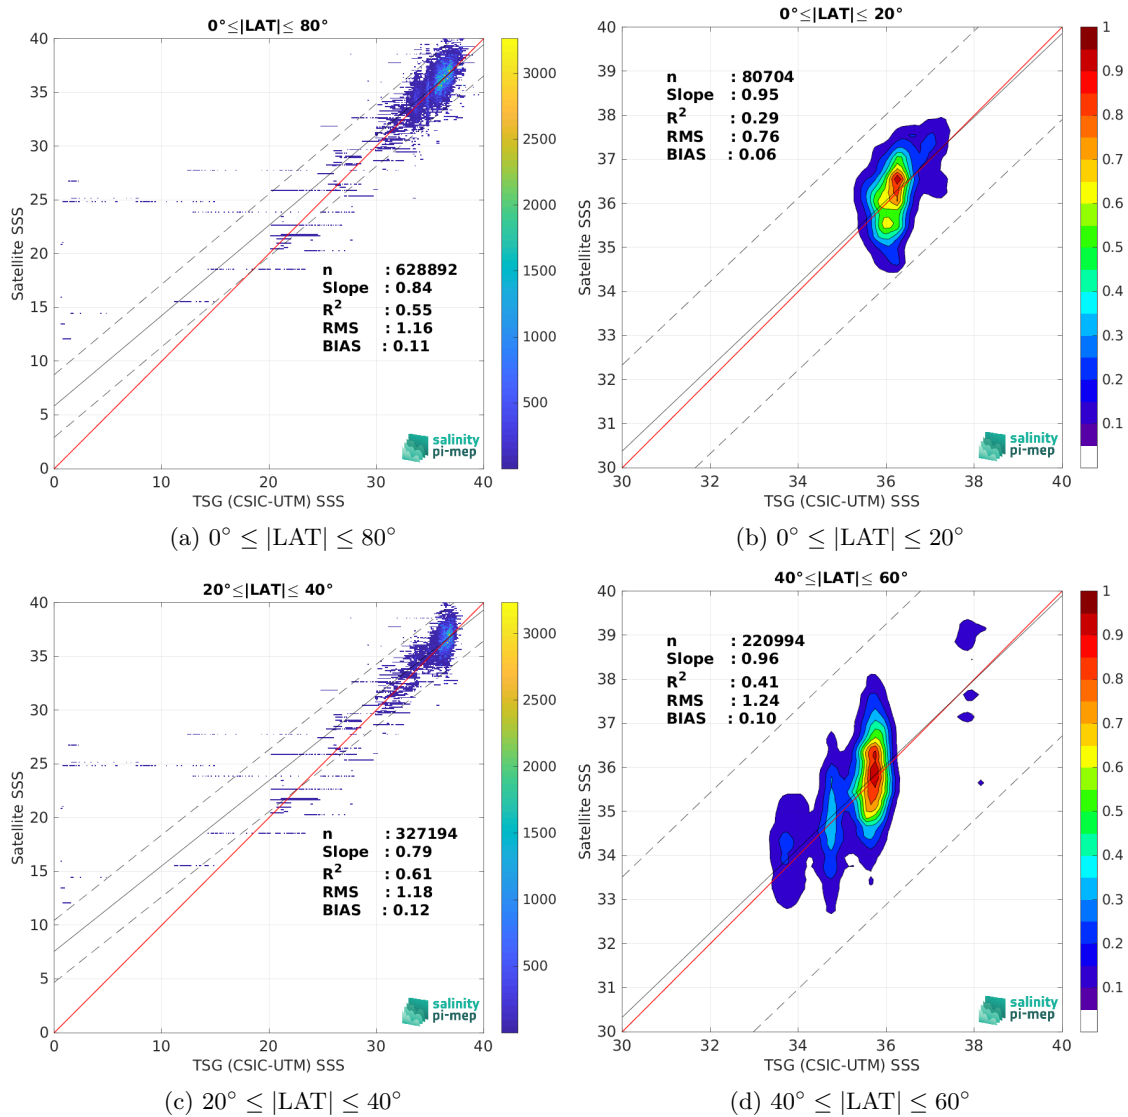 0°≤|LAT|≤ 80°
Satellite SSS
40
35
30
25
20
15
10
5
0
n : 628892
Slope : 0.84
R2 : 0.55
RMS : 1.16
BIAS : 0.11
salinity
pi-mep
0 10 20 30 40
TSG (CSIC-UTM) SSS
3000
2500
2000
1500
1000
500
(a) 0° ≤ |LAT| ≤ 80°
0°≤|LAT|≤ 20°
Satellite SSS
40
39
38
37
36
35
34
33
32
31
30
n : 80704
Slope : 0.95
R2 : 0.29
RMS : 0.76
BIAS : 0.06
salinity
pi-mep
30 32 34 36 38 40
TSG (CSIC-UTM) SSS
1
0.9
0.8
0.7
0.6
0.5
0.4
0.3
0.2
0.1
(b) 0° ≤ |LAT| ≤ 20°
20°≤|LAT|≤ 40°
Satellite SSS
40
35
30
25
20
15
10
5
0
n : 327194
Slope : 0.79
R2 : 0.61
RMS : 1.18
BIAS : 0.12
salinity
pi-mep
0 10 20 30 40
TSG (CSIC-UTM) SSS
3000
2500
2000
1500
1000
500
(c) 20° ≤ |LAT| ≤ 40°
40°≤|LAT|≤ 60°
Satellite SSS
40
39
38
37
36
35
34
33
32
31
30
n : 220994
Slope : 0.96
R2 : 0.41
RMS : 1.24
BIAS : 0.10
salinity
pi-mep
30 32 34 36 38 40
TSG (CSIC-UTM) SSS
1
0.9
0.8
0.7
0.6
0.5
0.4
0.3
0.2
0.1
(d) 40° ≤ |LAT| ≤ 60°